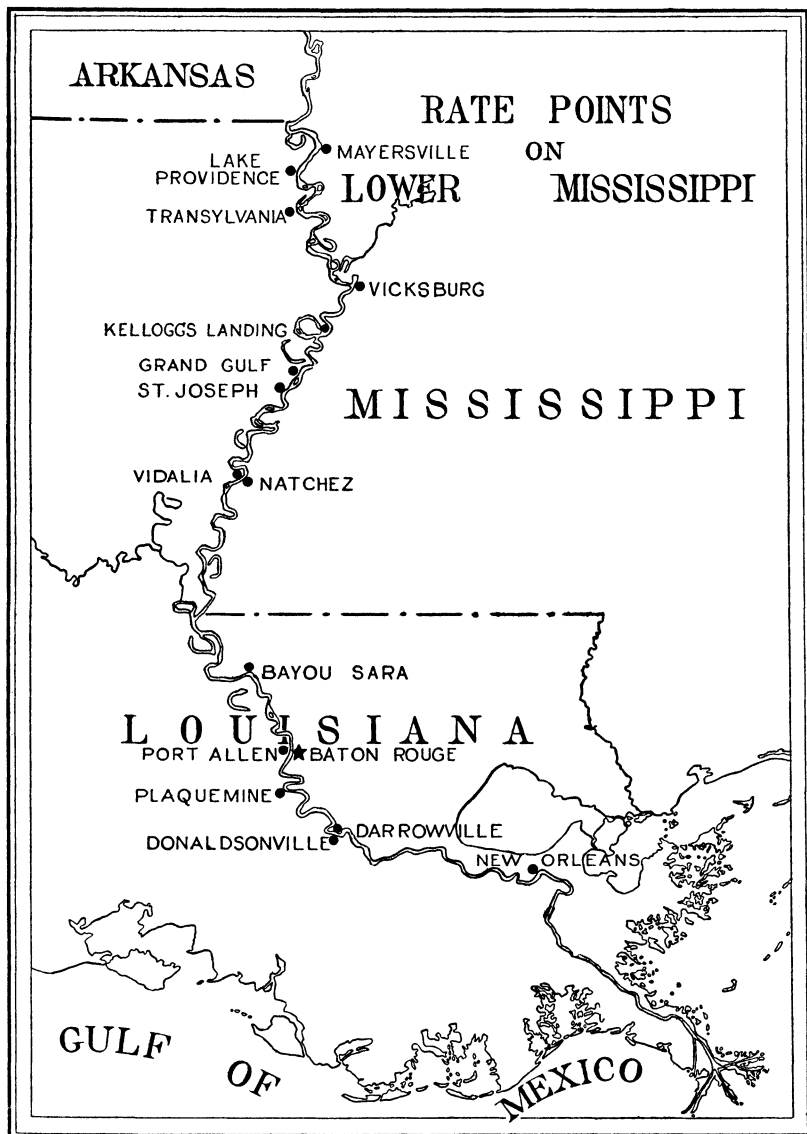 ARKANSAS
RATE POINTS
ON
LOWER MISSISSIPPI
MAYERSVILLE
LAKE
PROVIDENCE
TRANSYLVANIA
VICKSBURG
KELLOGG'S LANDING
GRAND GULF
ST. JOSEPH
MISSISSIPPI
VIDALIA
NATCHEZ
BAYOU SARA
LOUISIANA
PORT ALLEN
BATON ROUGE
PLAQUEMINE
DARROWVILLE
DONALDSONVILLE
NEW ORLEANS
GULF OF MEXICO